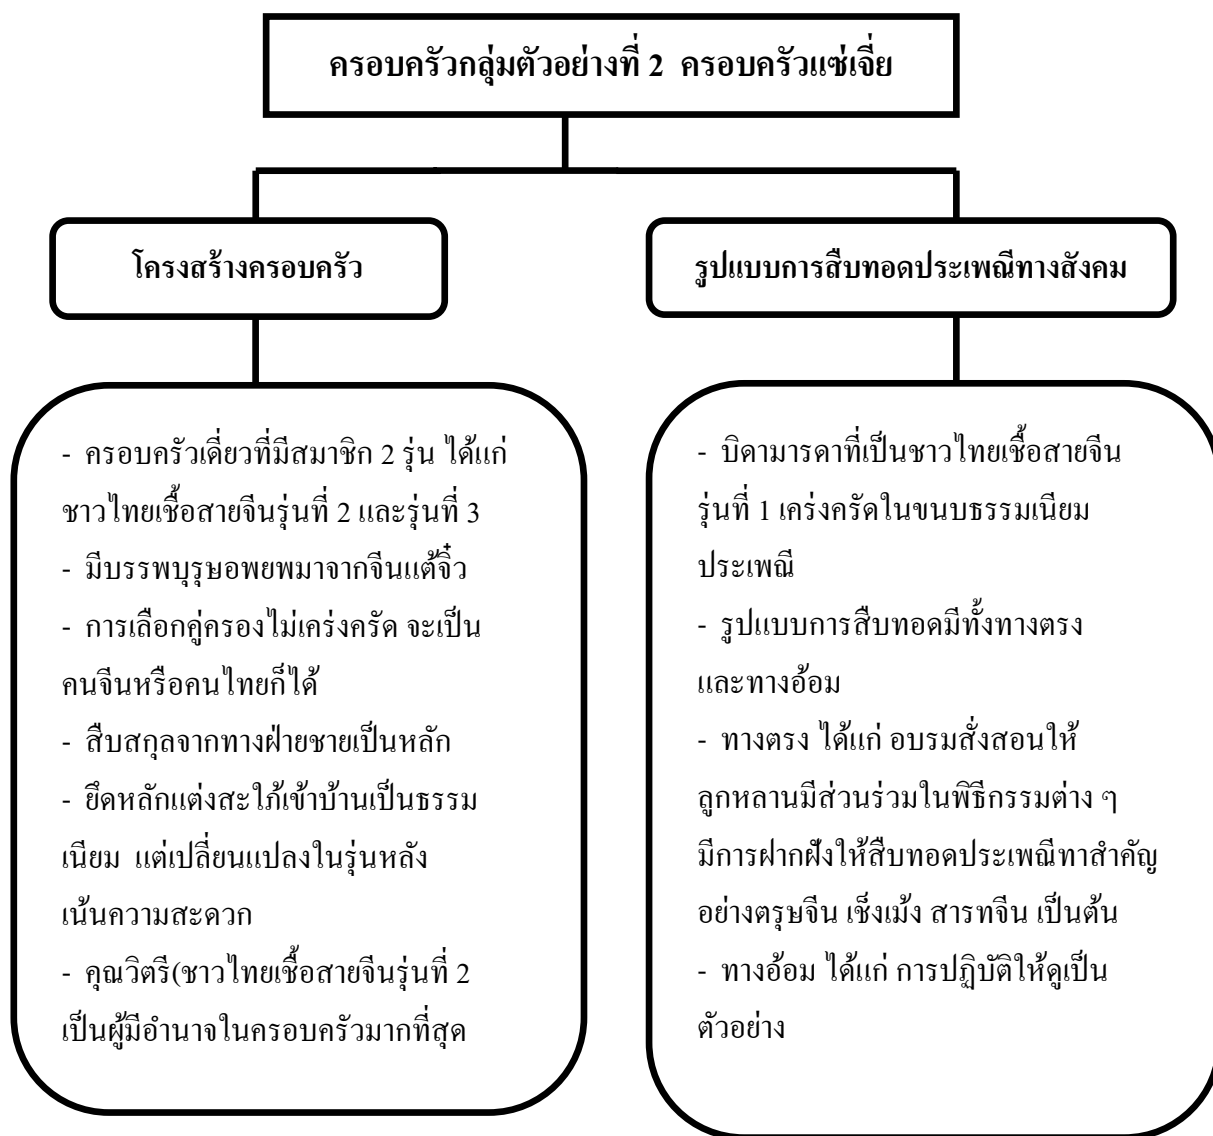 ครอบครัวกลุ่มตัวอย่างที่ 2 ครอบครัวแซ่เจี่ย
โครงสร้างครอบครัว
- ครอบครัวเดี่ยวที่มีสมาชิก 2 รุ่น ได้แก่
ชาวไทยเชื้อสายจีนรุ่นที่ 2 และรุ่นที่ 3
- มีบรรพบุรุษอพยพมาจากจีนแต้จิ๋ว
- การเลือกคู่ครองไม่เคร่งครัด จะเป็น
คนจีนหรือคนไทยก็ได้
- สืบสกุลจากทางฝ่ายชายเป็นหลัก
- ยึดหลักแต่งสะใภ้เข้าบ้านเป็นธรรม
เนียม แต่เปลี่ยนแปลงในรุ่นหลัง
เน้นความสะดวก
- คุณวิตรี(ชาวไทยเชื้อสายจีนรุ่นที่ 2
เป็นผู้มีอำนาจในครอบครัวมากที่สุด
รูปแบบการสืบทอดประเพณีทางสังคม
- บิดามารดาที่เป็นชาวไทยเชื้อสายจีน
รุ่นที่ 1 เคร่งครัดในขนบธรรมเนียม
ประเพณี
- รูปแบบการสืบทอดมีทั้งทางตรง
และทางอ้อม
- ทางตรง ได้แก่ อบรมสั่งสอนให้
ลูกหลานมีส่วนร่วมในพิธีกรรมต่าง ๆ
มีการฝากฝังให้สืบทอดประเพณีทาสำคัญ
อย่างตรุษจีน เช็งเม้ง สารทจีน เป็นต้น
- ทางอ้อม ได้แก่ การปฏิบัติให้ดูเป็น
ตัวอย่าง